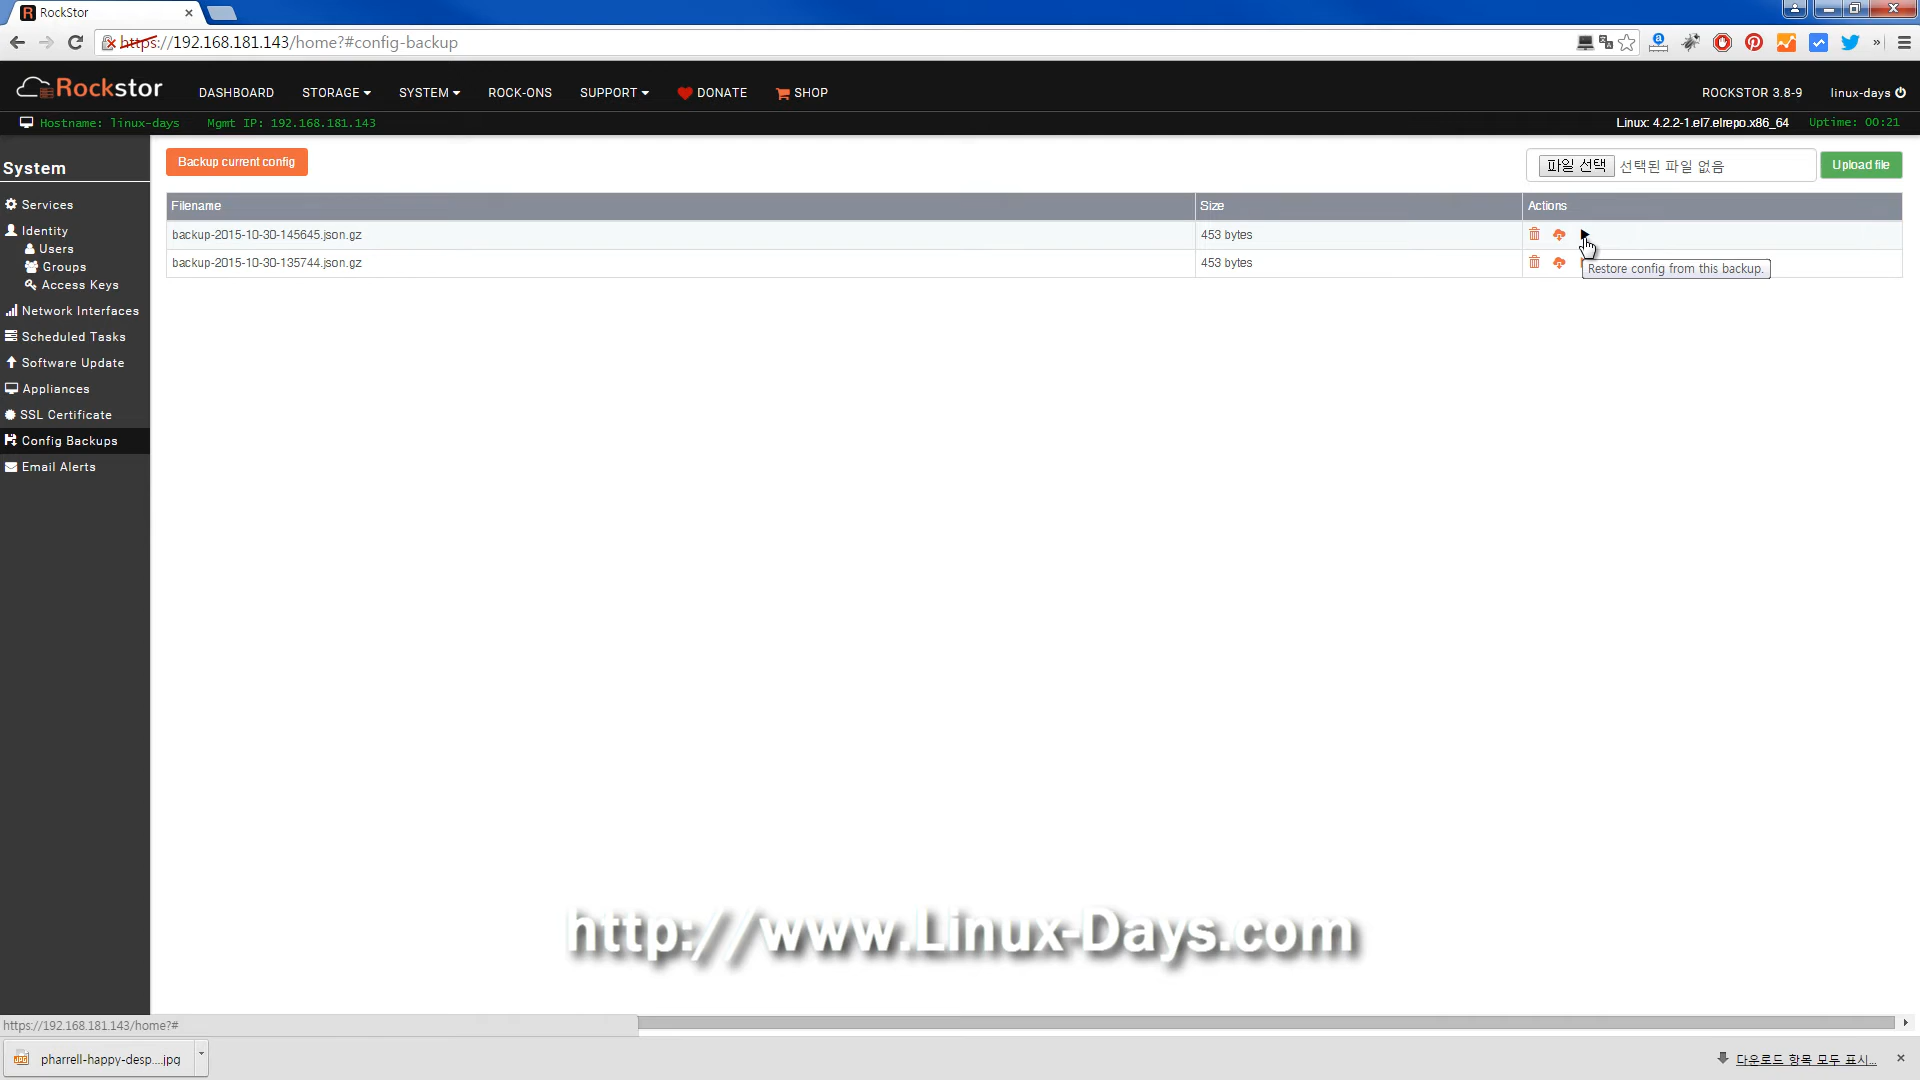 RockStor
https://192.168.181.143/home?#config-backup
Rockstor
DASHBOARD
STORAGE
SYSTEM
ROCK-ONS
SUPPORT
DONATE
SHOP
ROCKSTOR 3.8-9
linux-days
Hostname: linux-days
Mgmt IP: 192.168.181.143
Linux: 4.2.2-1.el7.elrepo.x86_64
Uptime: 00:21
System
Services
Identity
Users
Groups
Access Keys
Network Interfaces
Scheduled Tasks
Software Update
Appliances
SSL Certificate
Config Backups
Email Alerts
Backup current config
파일 선택
선택된 파일 없음
Upload file
Filename
Size
Actions
backup-2015-10-30-145645.json.gz
453 bytes
backup-2015-10-30-135744.json.gz
453 bytes
Restore config from this backup.
http://www.Linux-Days.com
https://192.168.181.143/home?#
pharrell-happy-desp....jpg
다운로드 항목 모두 표시...